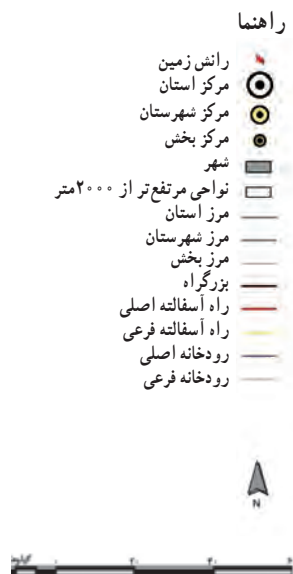 راهنما
رانش زمین
مرکز استان
مرکز شهرستان
مرکز بخش
شهر
نواحی مرتفع‌تر از ۲۰۰۰متر
مرز استان
مرز شهرستان
مرز بخش
بزرگراه
راه آسفالته اصلی
راه آسفالته فرعی
رودخانه اصلی
رودخانه فرعی
N